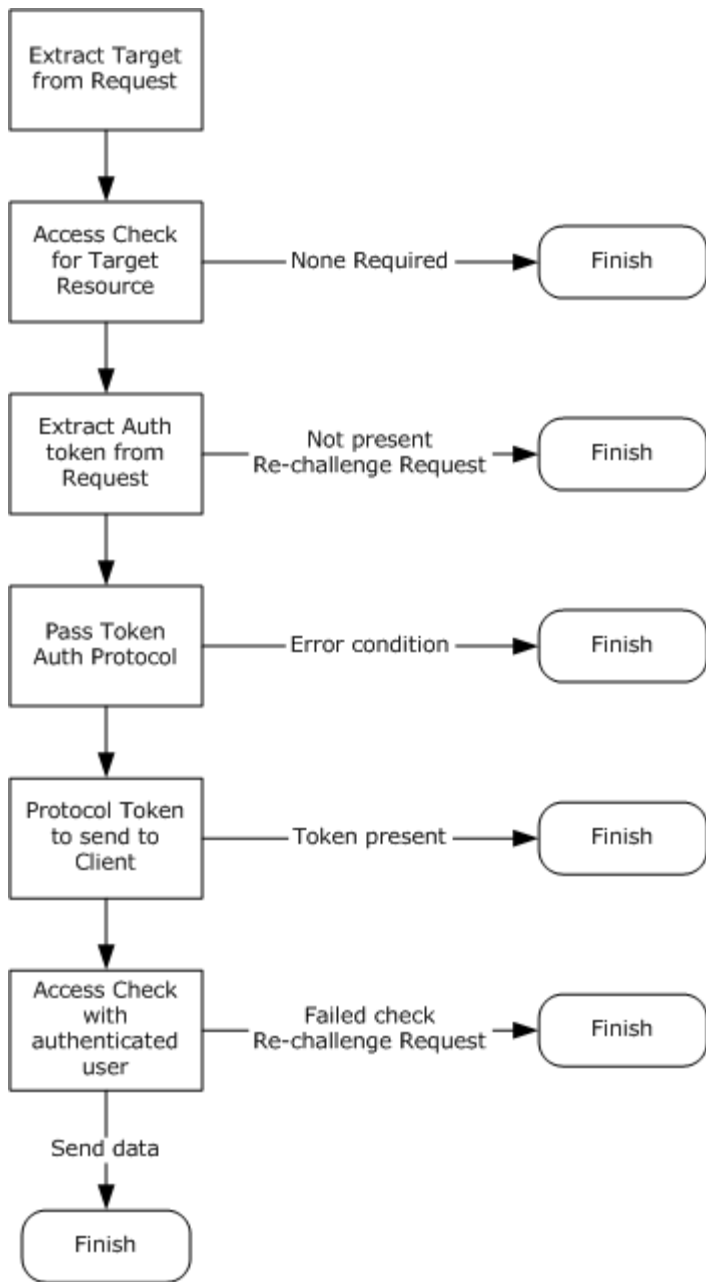 Extract Target
from Request
Access Check
for Target
Resource
None Required
Finish
Extract Auth
token from
Request
Not present
Re-challenge Request
Finish
Pass Token
Auth Protocol
Error condition
Finish
Protocol Token
to send to
Client
Token present
Finish
Access Check
with
authenticated
user
Failed check
Re-challenge Request
Finish
Send data
Finish